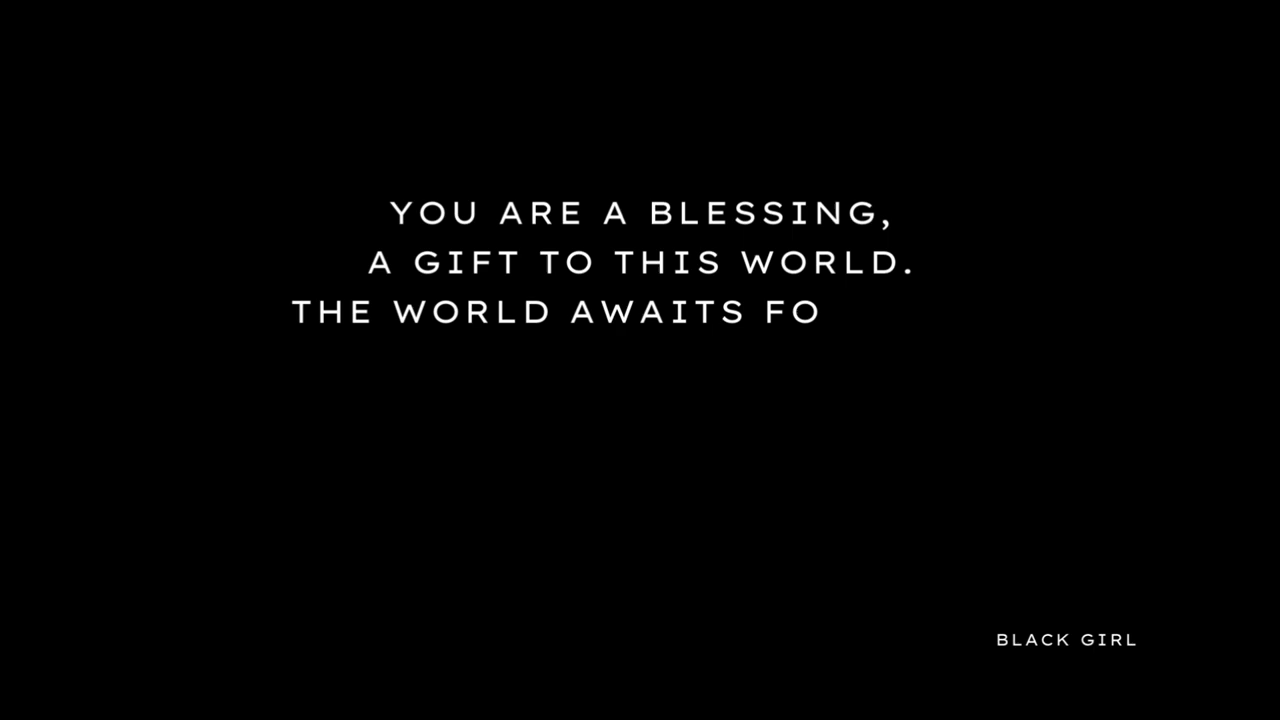 YOU ARE A BLESSING,
A GIFT TO THIS WORLD.
THE WORLD AWAITS FO
BLACK GIRL